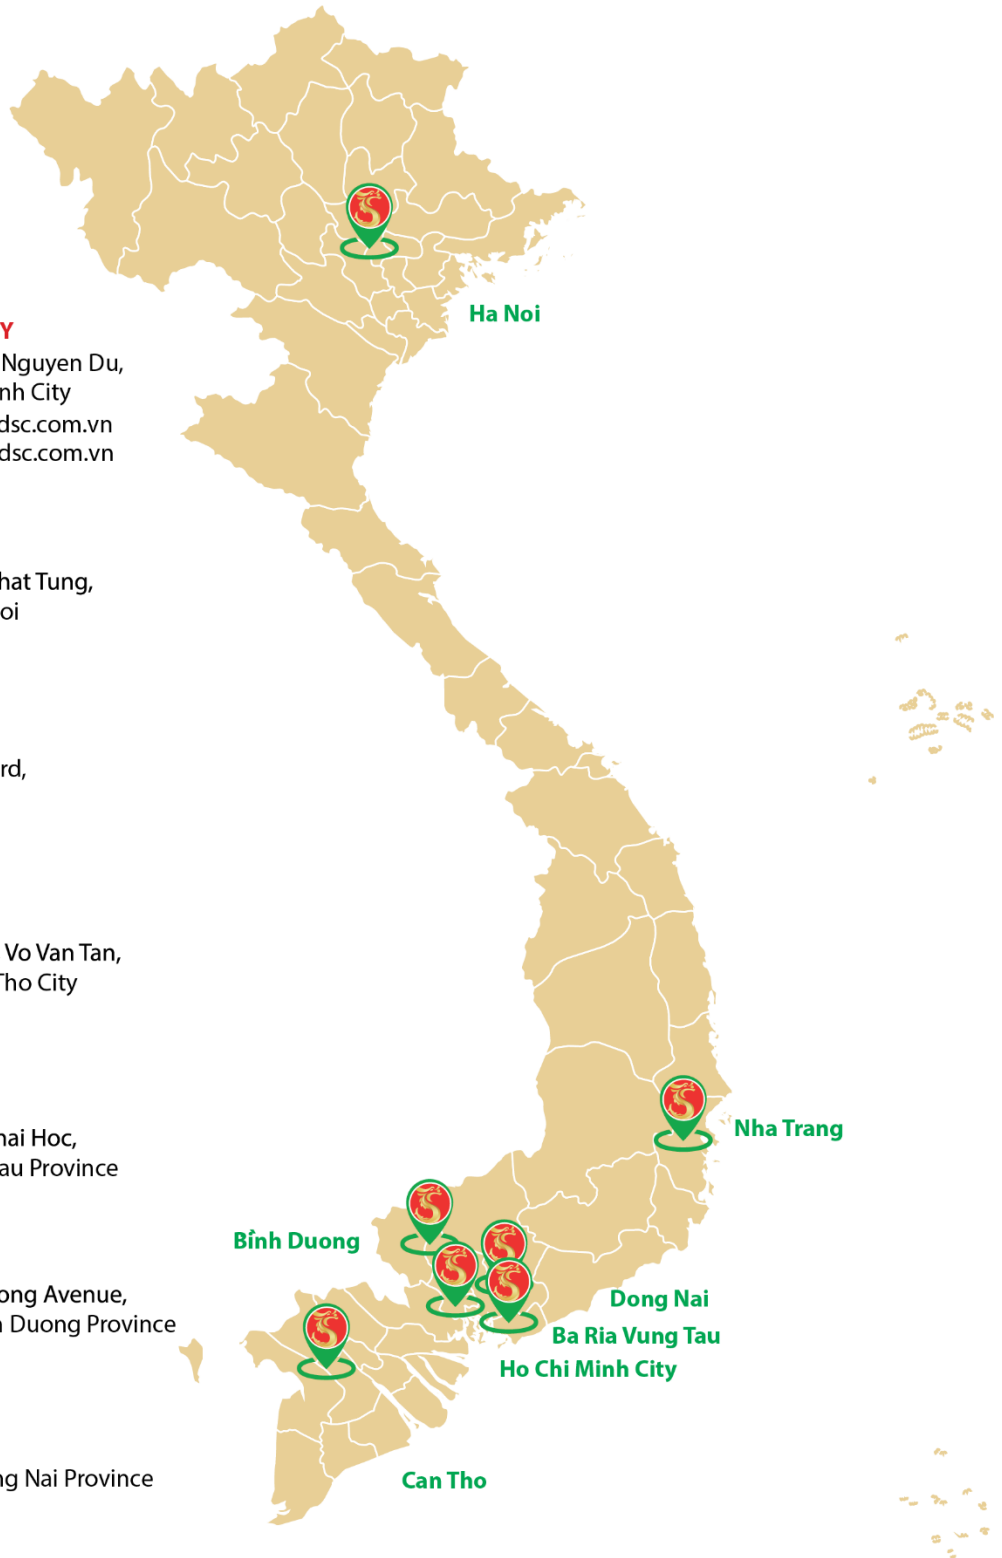 Y
Nguyen Du,
nh City
dsc.com.vn
dsc.com.vn
hat Tung,
oi
rd,
Vo Van Tan,
Tho City
hai Hoc,
au Province
ong Avenue,
Duong Province
ng Nai Province
Ha Noi
Nha Trang
Bỉnh Duong
Dong Nai
Ba Ria Vung Tau
Ho Chi Minh City
Can Tho